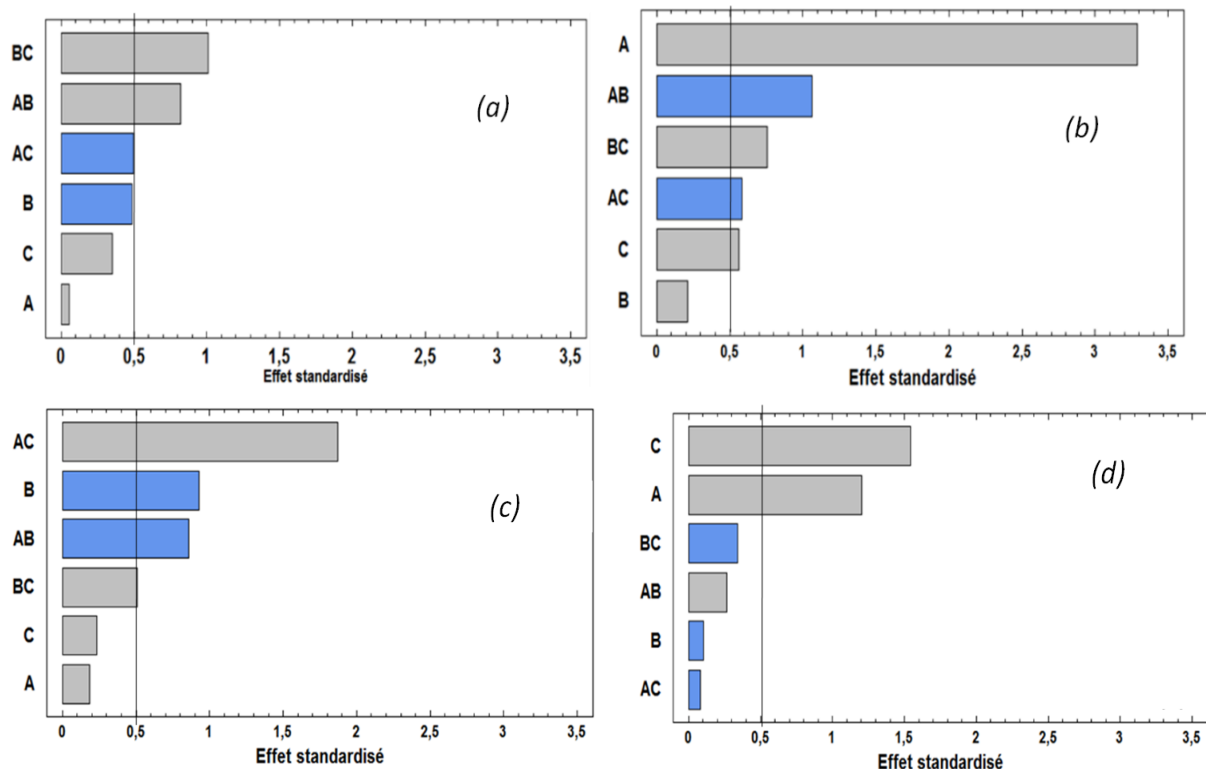 BC
AB
AC
B
C
A
(a)
0 0,5 1 1,5 2 2,5 3 3,5
Effet standardisé
A
AB
BC
AC
C
B
(b)
0 0,5 1 1,5 2 2,5 3 3,5
Effet standardisé
AC
B
AB
BC
C
A
(c)
0 0,5 1 1,5 2 2,5 3 3,5
Effet standardisé
C
A
BC
AB
B
AC
(d)
0 0,5 1 1,5 2 2,5 3 3,5
Effet standardisé